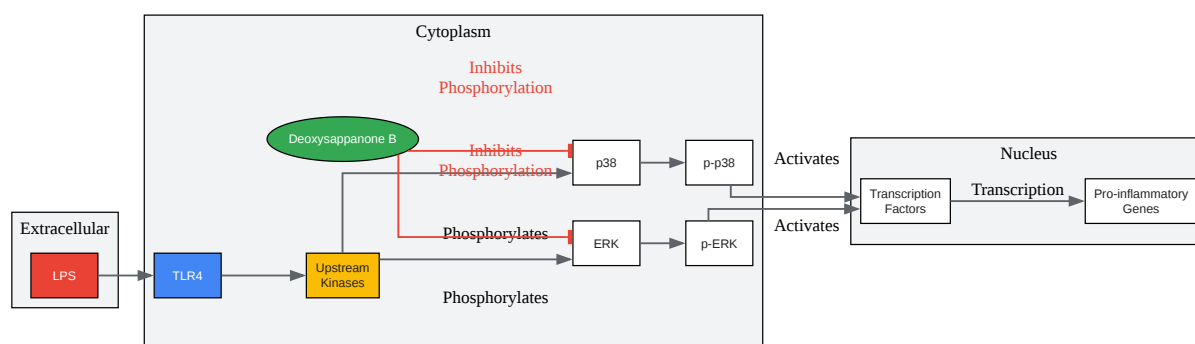 Cytoplasm
Inhibits
Phosphorylation
Deoxysappanone B
Inhibits
Phosphorylation
p38
p-p38
Activates
Nucleus
Transcription
Factors
Transcription
Pro-inflammatory
Genes
Extracellular
Phosphorylates
ERK
p-ERK
Activates
LPS
TLR4
Upstream
Kinases
Phosphorylates